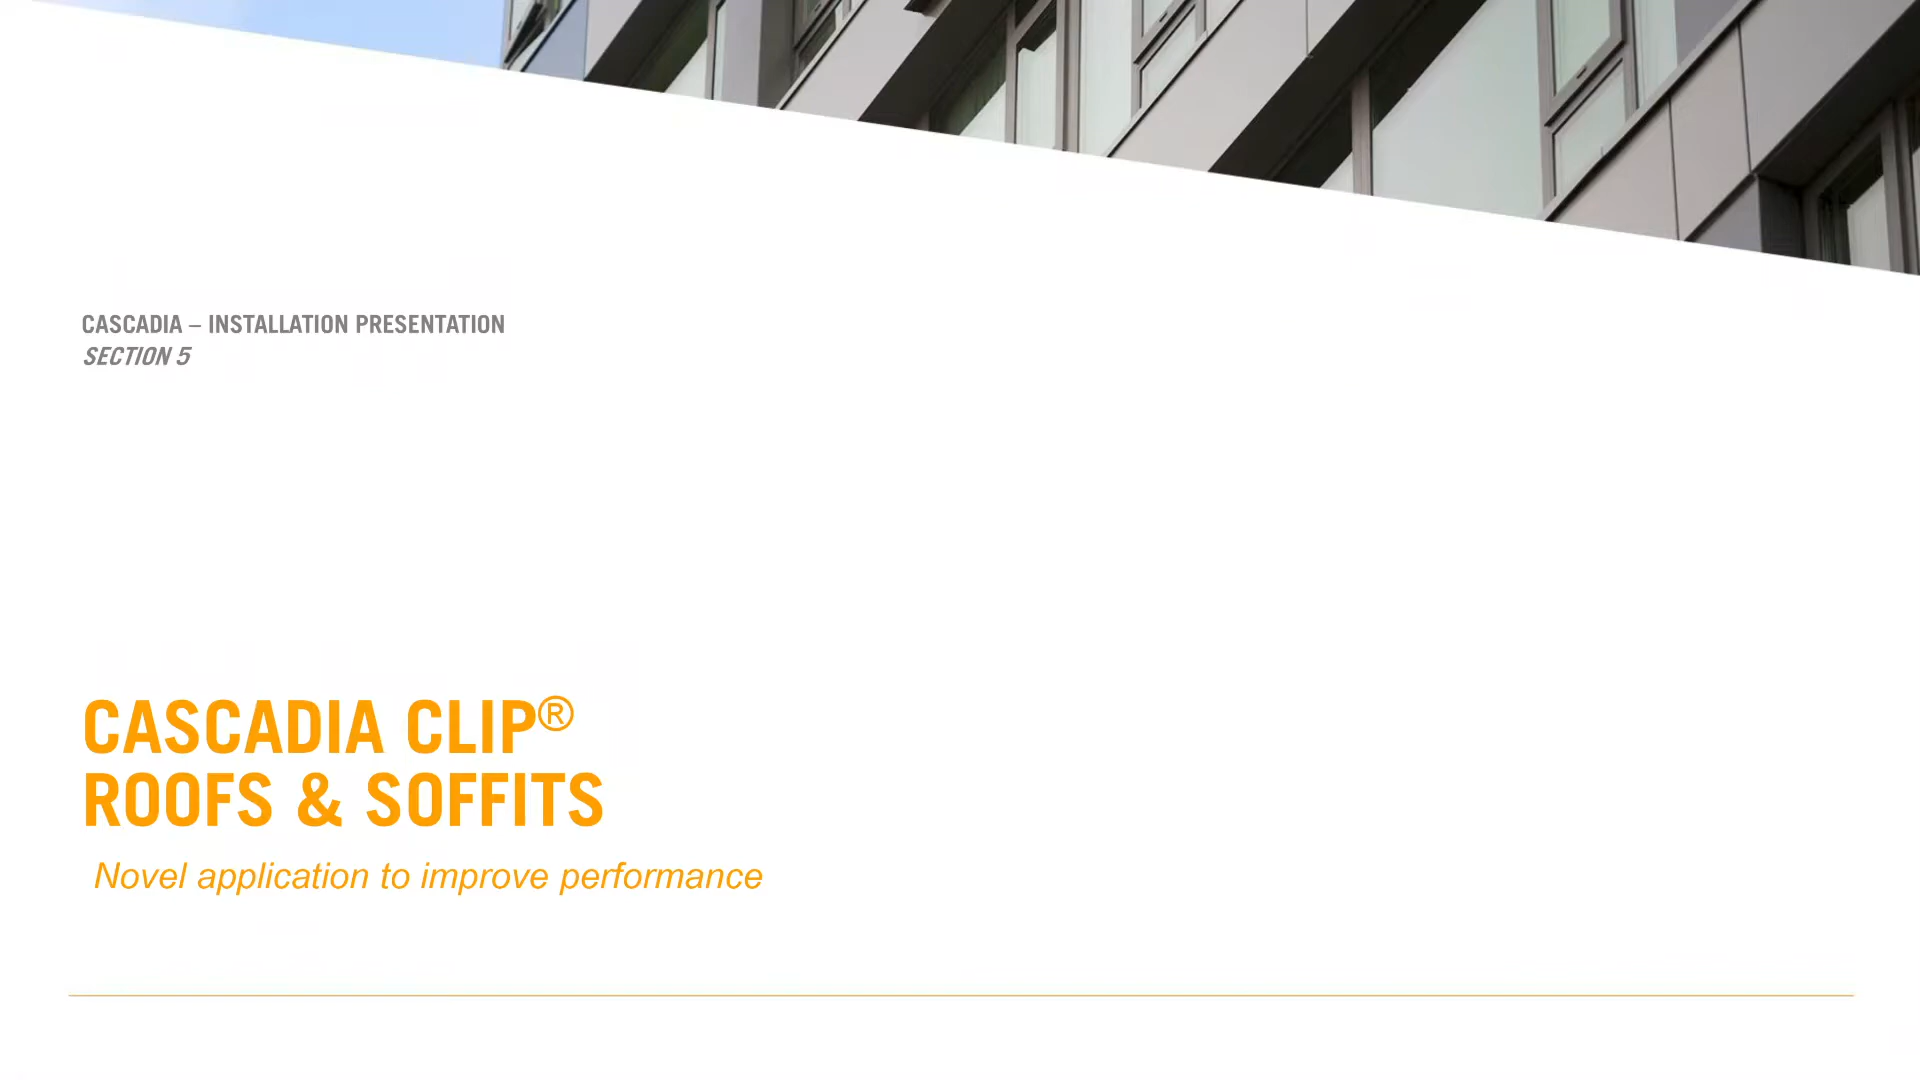 CASCADIA – INSTALLATION PRESENTATION
SECTION 5
CASCADIA CLIP®
ROOFS & SOFFITS
Novel application to improve performance